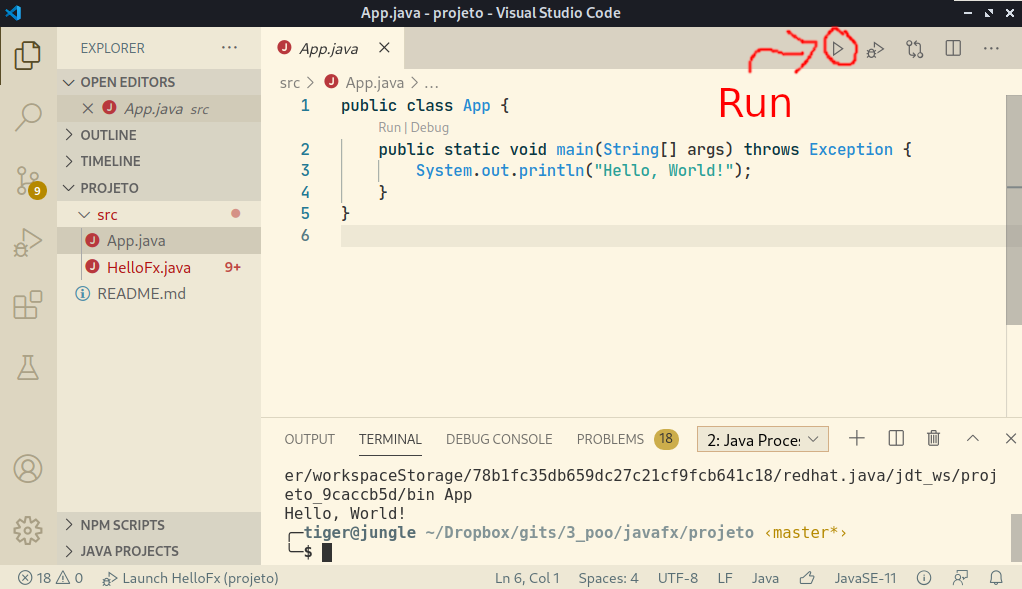 App.java - projeto - Visual Studio Code
EXPLORER ...
App.java
OPEN EDITORS
App.java src
OUTLINE
TIMELINE
PROJETO
src
App.java
HelloFx.java 9+
README.md
9
NPM SCRIPTS
JAVA PROJECTS
src > App.java > ...
1 public class App {
Run | Debug
2 public static void main(String[] args) throws Exception {
3 System.out.println("Hello, World!");
4 }
5 }
6
Run
OUTPUT TERMINAL DEBUG CONSOLE PROBLEMS 18 2: Java Proce
er/workspaceStorage/78b1fc35db659dc27c21cf9fcb641c18/redhat.java/jdt_ws/proj
eto_9caccb5d/bin App
Hello, World!
╭─tiger@jungle ~/Dropbox/gits/3_poo/javafx/projeto ‹master*›
╰─$
18 0 Launch HelloFx (projeto) Ln 6, Col 1 Spaces: 4 UTF-8 LF Java JavaSE-11